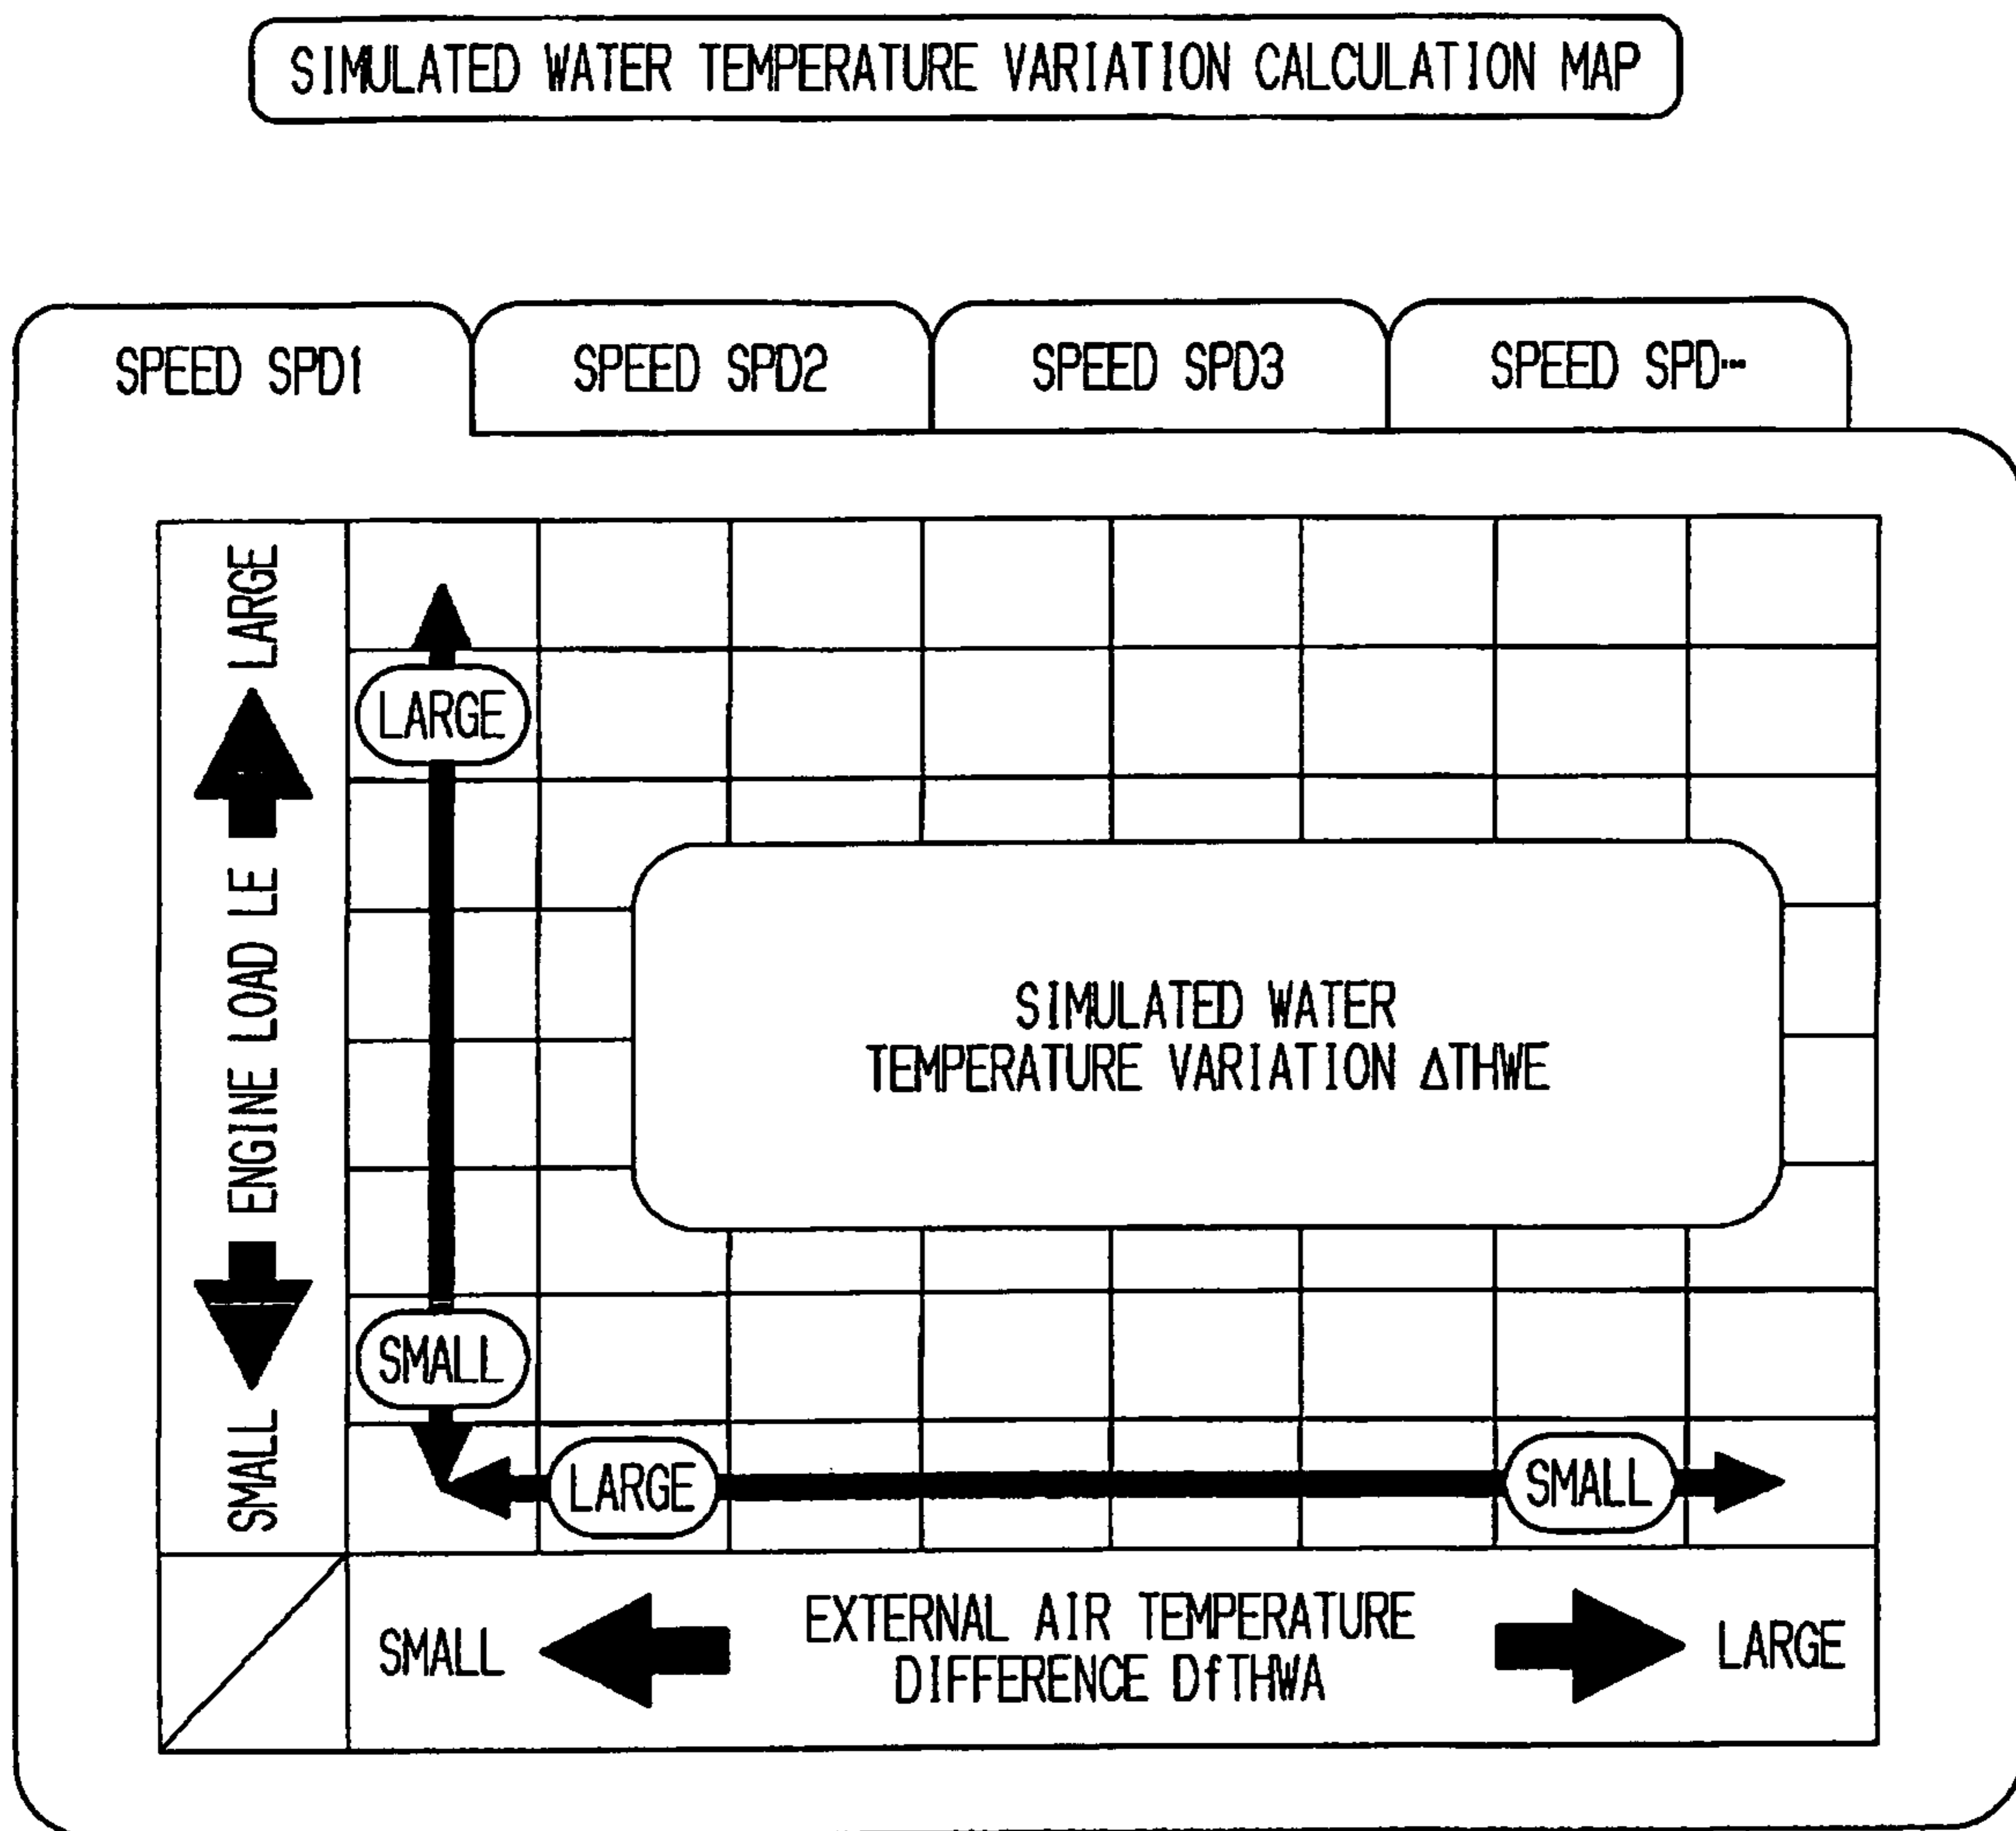 SIMULATED WATER TEMPERATURE VARIATION CALCULATION MAP
SPEED SPD1
SPEED SPD2
SPEED SPD3
SPEED SPD…
SMALL ENGINE LOAD LE LARGE
LARGE
SIMULATED WATER
TEMPERATURE VARIATION ΔTHWE
SMALL
LARGE
SMALL
SMALL
EXTERNAL AIR TEMPERATURE
DIFFERENCE DfTHWA
LARGE